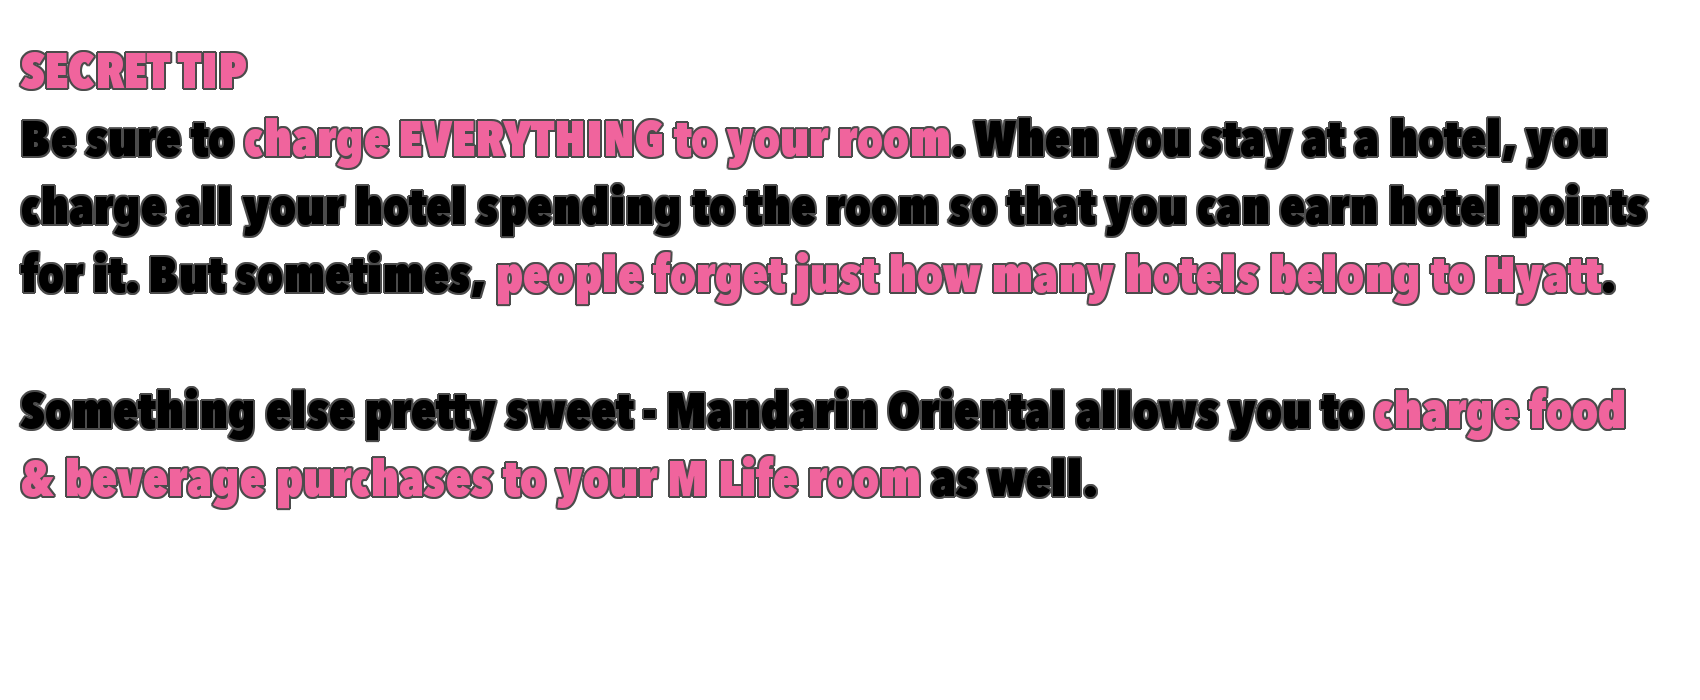 SECRET TIP
Be sure to charge EVERYTHING to your room. When you stay at a hotel, you
charge all your hotel spending to the room so that you can earn hotel points
for it. But sometimes, people forget just how many hotels belong to Hyatt.
Something else pretty sweet - Mandarin Oriental allows you to charge food
& beverage purchases to your M Life room as well.